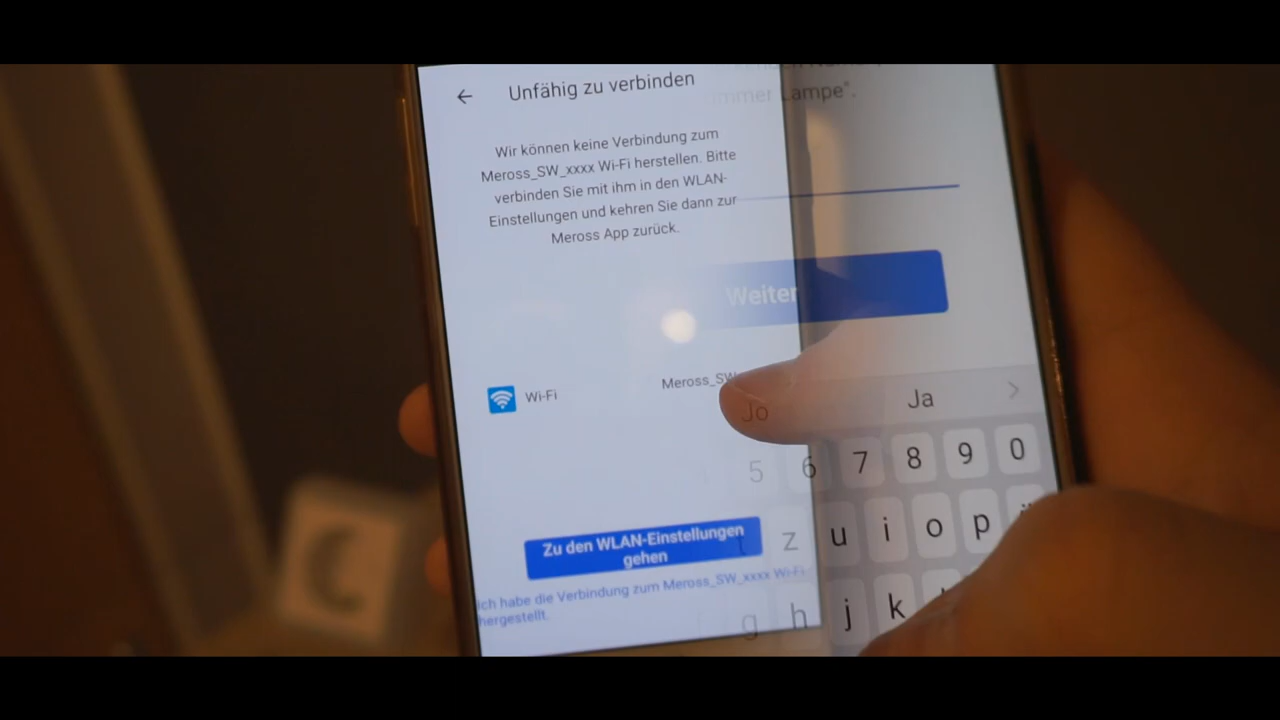 Unfähig zu verbinden
Wir können keine Verbindung zum
Meross_SW_xxxx Wi-Fi herstellen. Bitte
verbinden Sie mit ihm in den WLAN-
Einstellungen und kehren Sie dann zur
Meross App zurück.
Lampe".
Weiter
Wi-Fi
Meross_SW
Jo
Ja
5 6 7 8 9 0
z u i o p
g h j k
Zu den WLAN-Einstellungen
gehen
Ich habe die Verbindung zum Meross_SW_xxxx Wi-Fi
hergestellt.